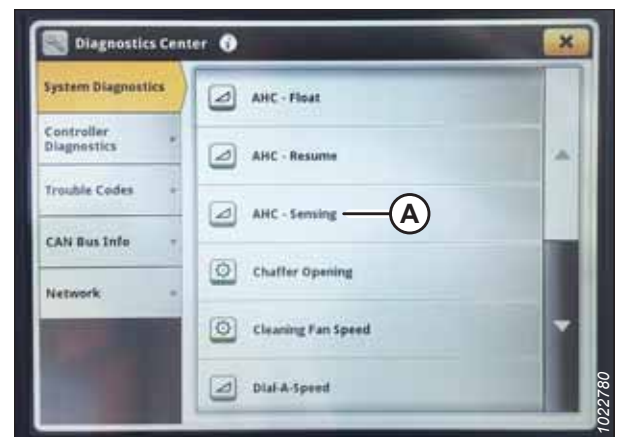 Diagnostics Center
System Diagnostics
Controller
Diagnostics
Trouble Codes
CAN Bus Info
Network
AHC - Float
AHC - Resume
AHC - Sensing
A
Chaffer Opening
Cleaning Fan Speed
Dial-A-Speed
1022780